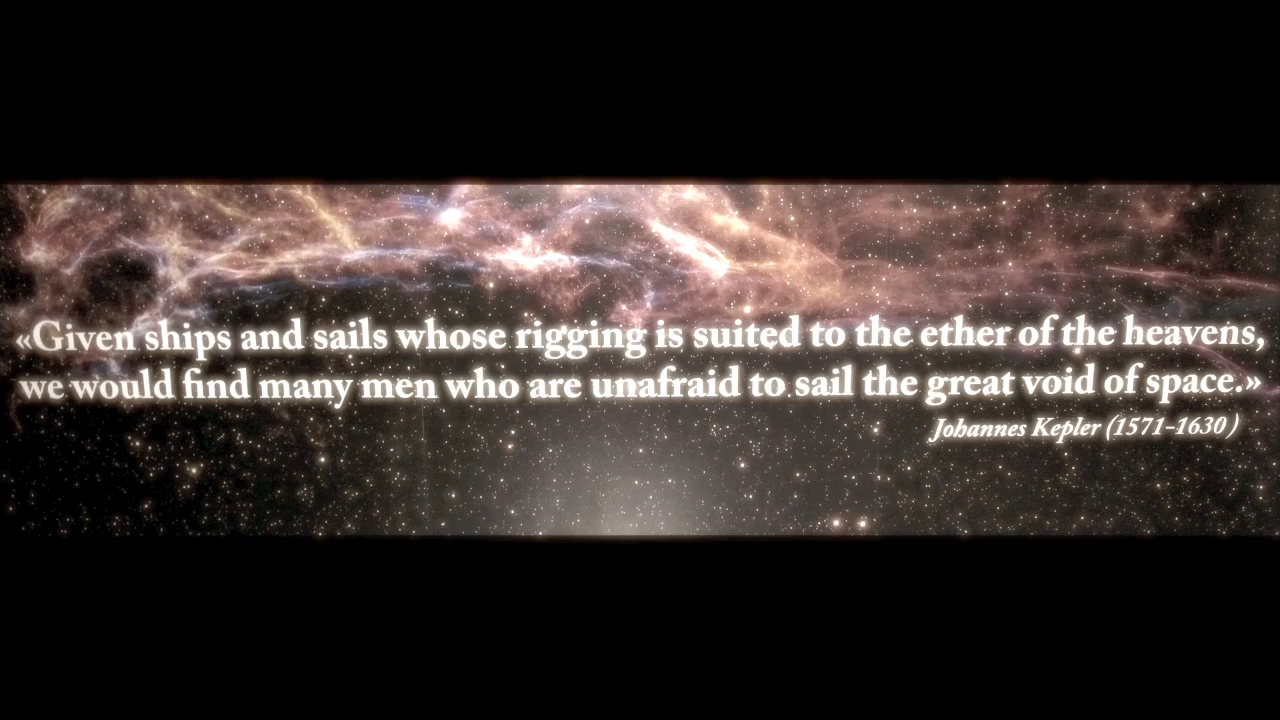 «Given ships and sails whose rigging is suited to the ether of the heavens,
we would find many men who are unafraid to sail the great void of space.»
Johannes Kepler (1571-1630)